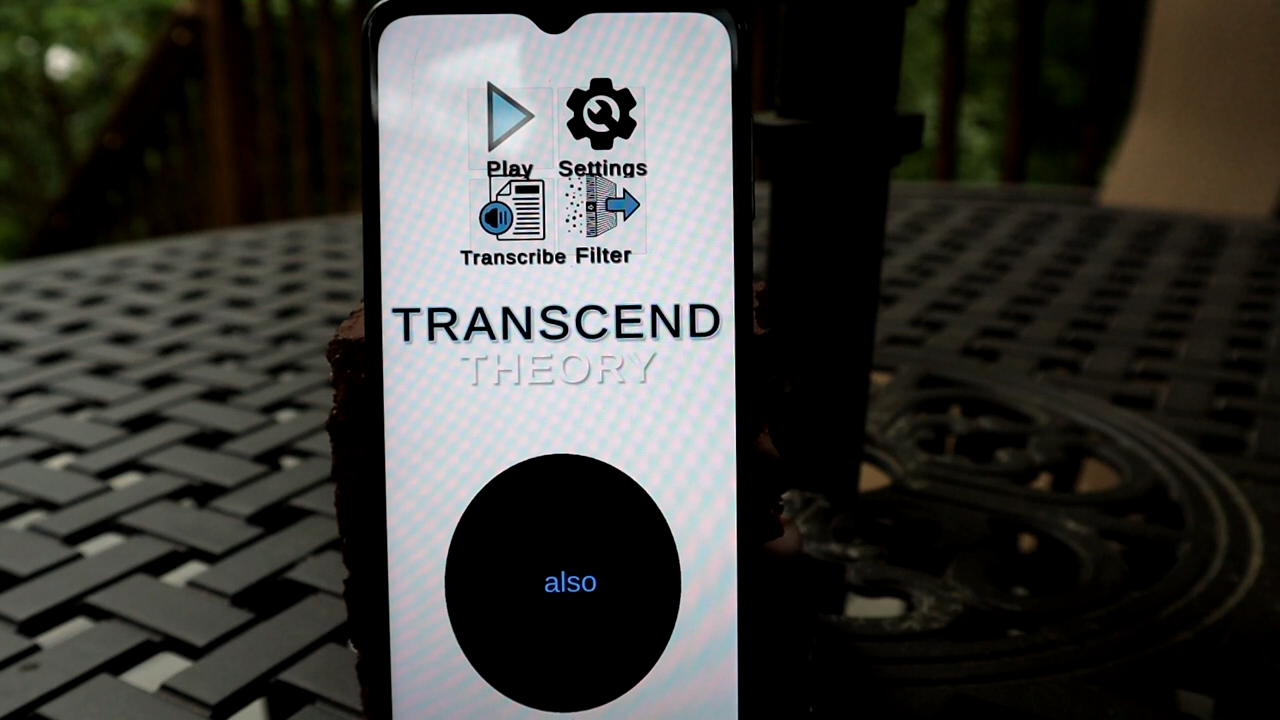 Play Settings
Transcribe Filter
TRANSCEND
THEORY
also